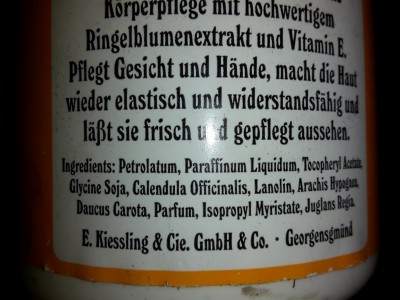 Körperpflege mit hochwertigem
Ringelblumenextrakt und Vitamin E.
Pflegt Gesicht und Hände, macht die Haut
wieder elastisch und widerstandsfähig und
läßt sie frisch und gepflegt aussehen.
Ingredients: Petrolatum, Paraffinum Liquidum, Tocopheryl Acetate,
Glycine Soja, Calendula Officinalis, Lanolin, Arachis Hypogaea,
Daucus Carota, Parfum, Isopropyl Myristate, Juglans Regia.
E. Kiessling & Cie. GmbH & Co. · Georgensgmünd